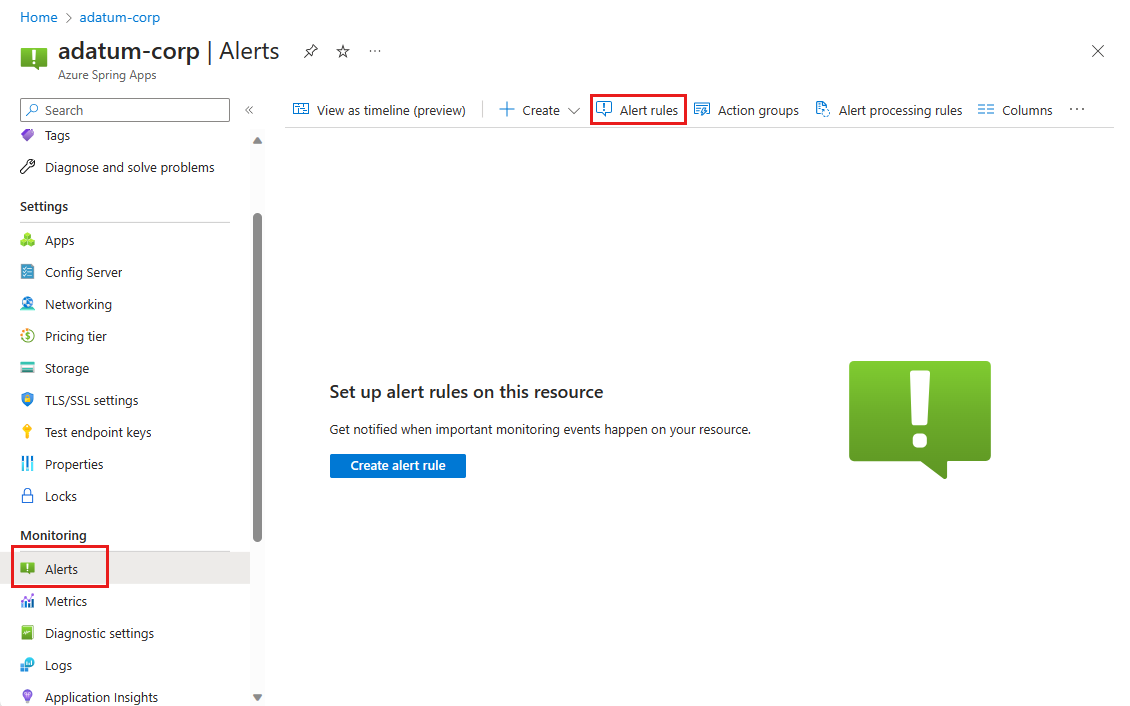 Home > adatum-corp
adatum-corp | Alerts
Azure Spring Apps
Search
View as timeline (preview) Create Alert rules Action groups Alert processing rules Columns
Tags
Diagnose and solve problems
Settings
Apps
Config Server
Networking
Pricing tier
Storage
TLS/SSL settings
Test endpoint keys
Properties
Locks
Monitoring
Alerts
Metrics
Diagnostic settings
Logs
Application Insights
Set up alert rules on this resource
Get notified when important monitoring events happen on your resource.
Create alert rule